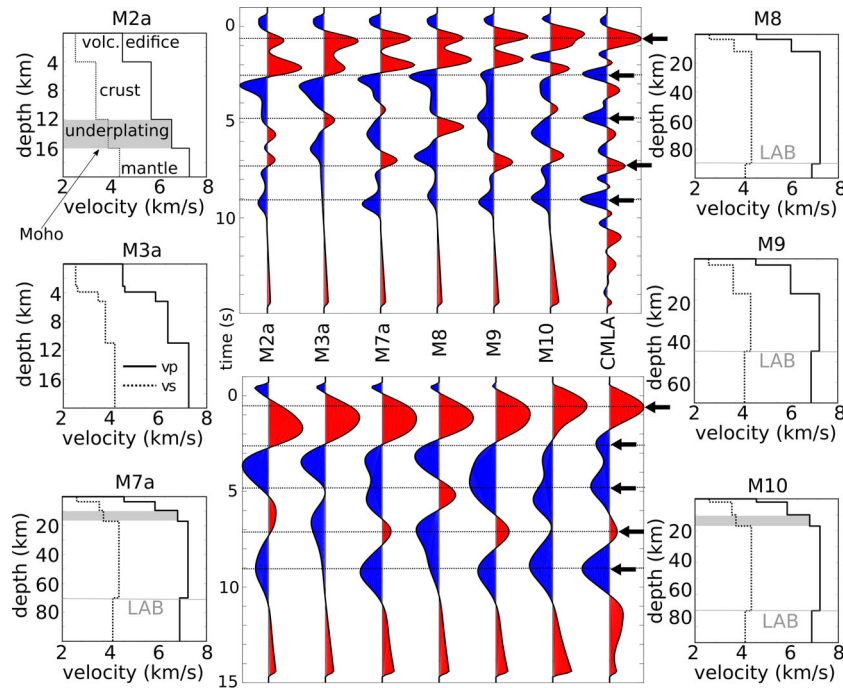 M2a
volc. edifice
crust
underplating
mantle
4
8
12
16
depth (km)
2 4 6 8
velocity (km/s)
Moho
M3a
4
8
12
16
depth (km)
vp
vs
2 4 6 8
velocity (km/s)
M7a
20
40
60
80
depth (km)
LAB
2 4 6 8
velocity (km/s)
0
5
10
time (s)
M2a
M3a
M7a
M8
M9
M10
CMLA
0
5
10
15
M8
20
40
60
80
depth (km)
LAB
2 4 6 8
velocity (km/s)
M9
20
40
60
depth (km)
LAB
2 4 6 8
velocity (km/s)
M10
20
40
60
80
depth (km)
LAB
2 4 6 8
velocity (km/s)